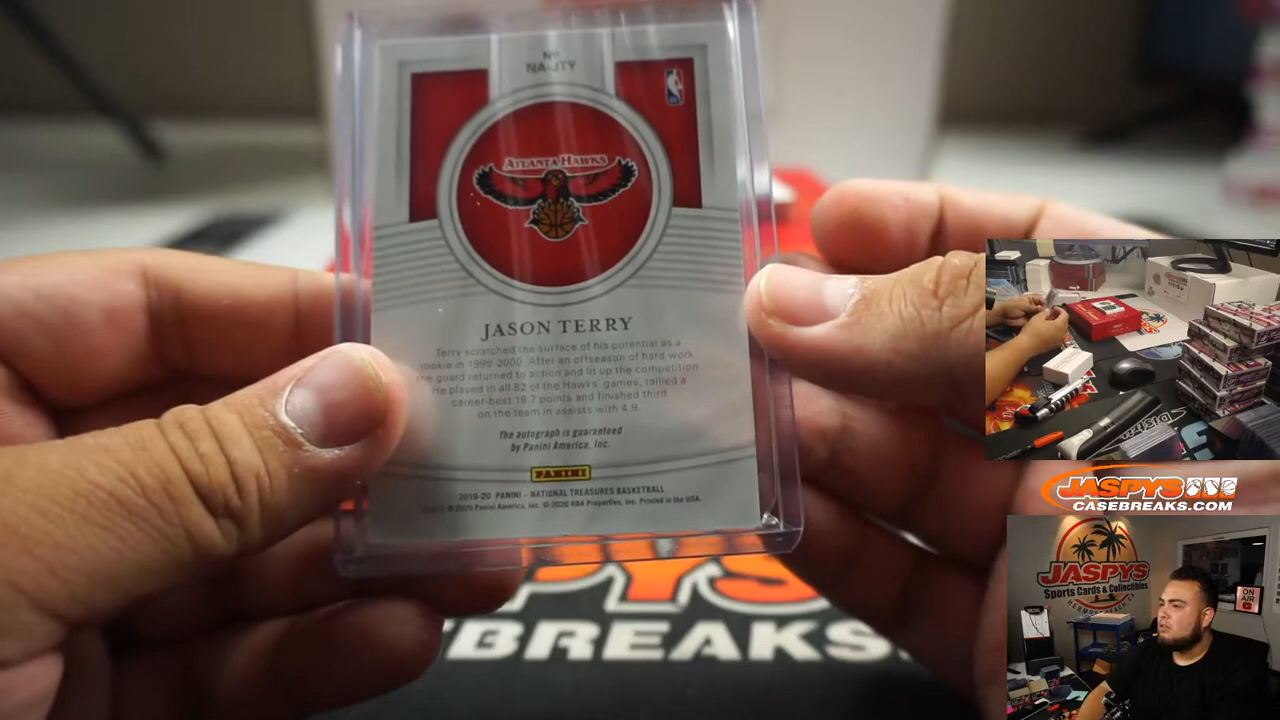 No
NA-JTY
ATLANTA HAWKS
JASON TERRY
Terry scratched the surface of his potential as a
rookie in 1999-2000. After an offseason of hard work
the guard returned to action and lit up the competition.
He played in all 82 of the Hawks' games, tallied a
career-best 19.7 points and finished third
on the team in assists with 4.9.
The autograph is guaranteed
by Panini America, Inc.
PANINI
2019-20 PANINI - NATIONAL TREASURES BASKETBALL
© 2020 Panini America, Inc. © 2020 NBA Properties, Inc. Printed in the USA.
BREAKS
JASPYS
CASEBREAKS.COM
JASPYS
Sports Cards & Collectibles
HERMOSA BEACH, CA
ON
AIR